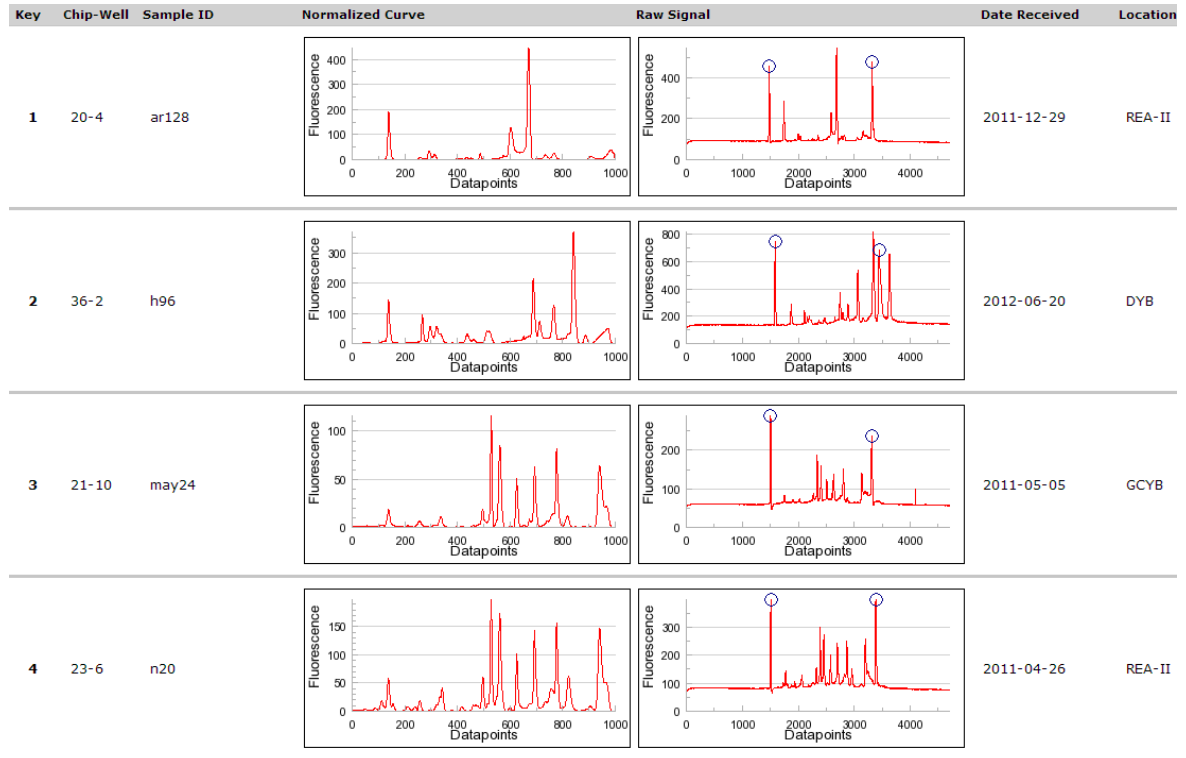 Key Chip-Well Sample ID Normalized Curve Raw Signal Date Received Location
1 20-4 ar128 2011-12-29 REA-II
Fluorescence
400
300
200
100
0
0 200 400 600 800 1000
Datapoints
Fluorescence
400
200
0
0 1000 2000 3000 4000
Datapoints
2 36-2 h96 2012-06-20 DYB
Fluorescence
300
200
100
0
0 200 400 600 800 1000
Datapoints
Fluorescence
800
600
400
200
0
0 1000 2000 3000 4000
Datapoints
3 21-10 may24 2011-05-05 GCYB
Fluorescence
100
50
0
0 200 400 600 800 1000
Datapoints
Fluorescence
200
100
0
0 1000 2000 3000 4000
Datapoints
4 23-6 n20 2011-04-26 REA-II
Fluorescence
150
100
50
0
0 200 400 600 800 1000
Datapoints
Fluorescence
300
200
100
0
0 1000 2000 3000 4000
Datapoints